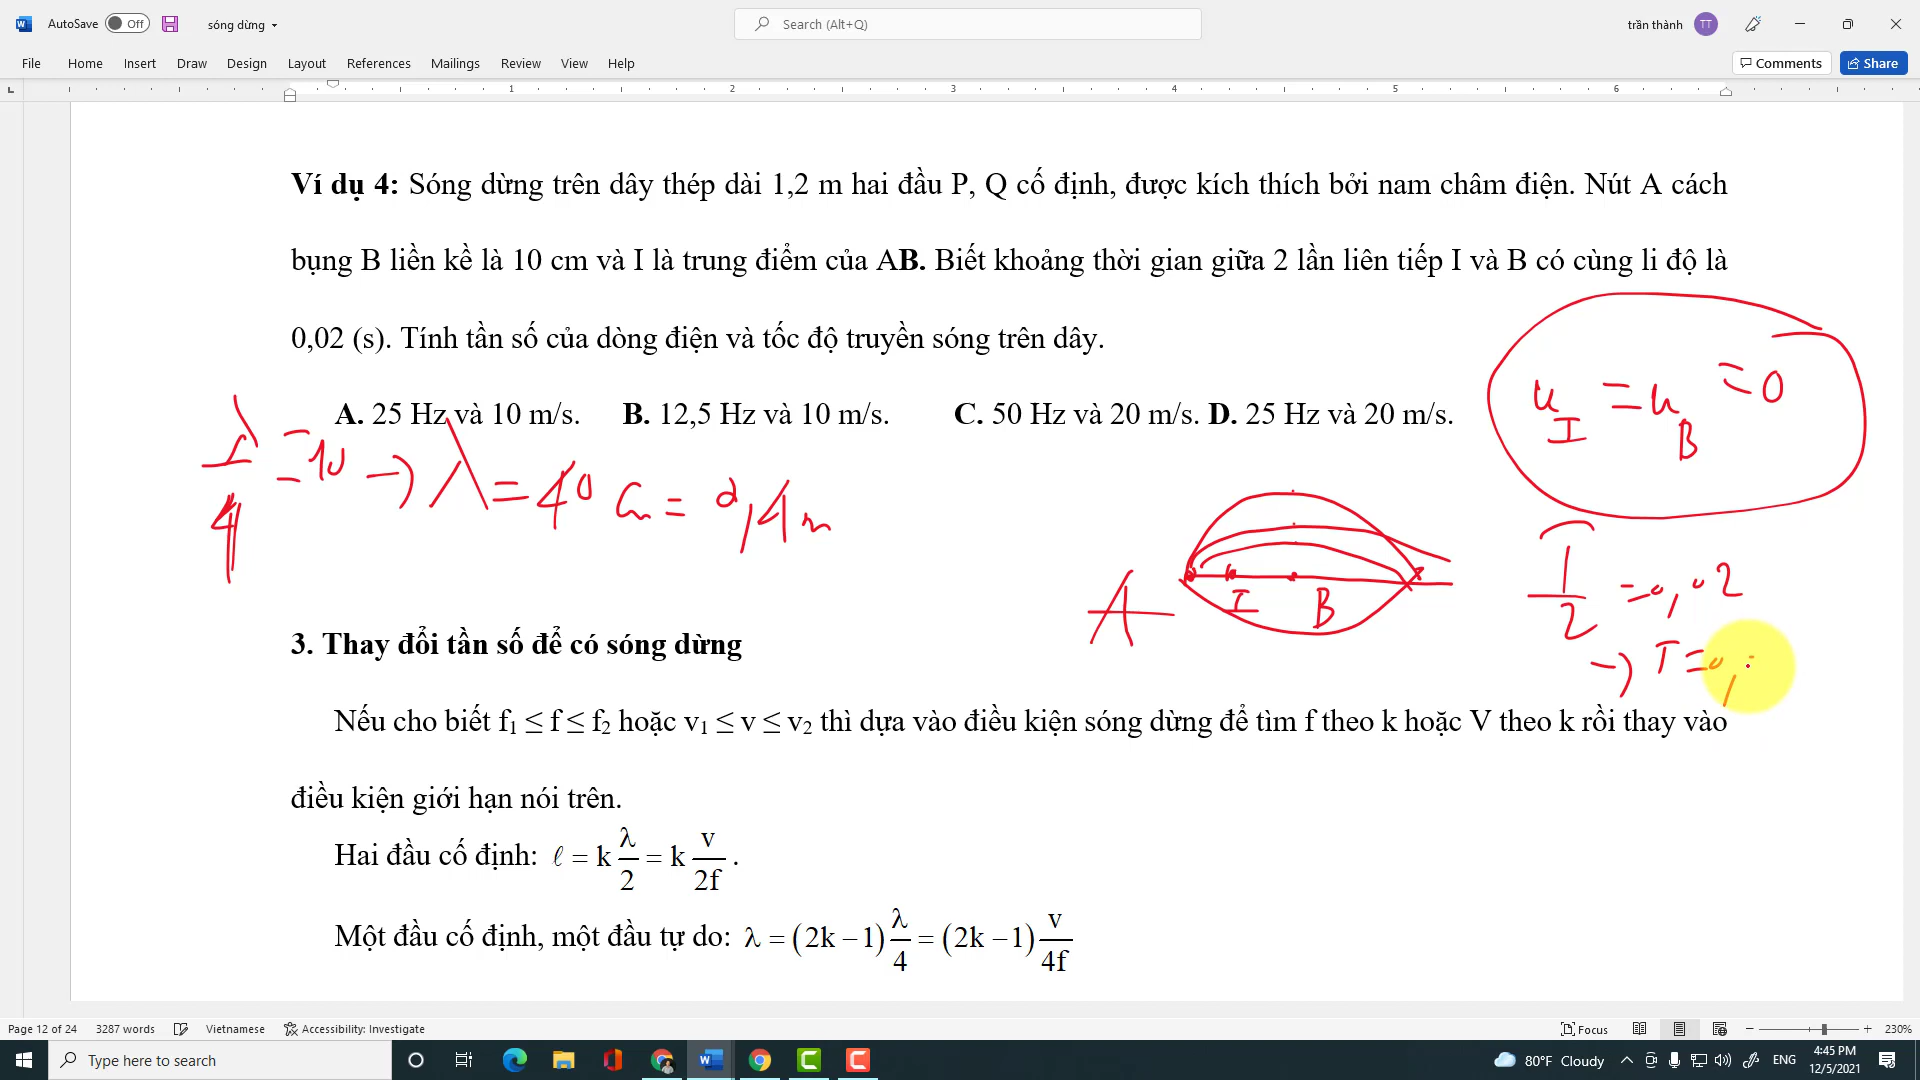 AutoSave Off sóng dừng Search (Alt+Q) trần thành TT
File Home Insert Draw Design Layout References Mailings Review View Help Comments Share
1 2 3 4 5 6
Ví dụ 4: Sóng dừng trên dây thép dài 1,2 m hai đầu P, Q cố định, được kích thích bởi nam châm điện. Nút A cách
bụng B liền kề là 10 cm và I là trung điểm của AB. Biết khoảng thời gian giữa 2 lần liên tiếp I và B có cùng li độ là
0,02 (s). Tính tần số của dòng điện và tốc độ truyền sóng trên dây.
A. 25 Hz và 10 m/s. B. 12,5 Hz và 10 m/s. C. 50 Hz và 20 m/s. D. 25 Hz và 20 m/s.
u_I = u_B = 0
λ/4 = 10 → λ = 40 cm = 0,4 m
A I B
T/2 = 0,02
→ T = 0,
3. Thay đổi tần số để có sóng dừng
Nếu cho biết f₁ ≤ f ≤ f₂ hoặc v₁ ≤ v ≤ v₂ thì dựa vào điều kiện sóng dừng để tìm f theo k hoặc V theo k rồi thay vào
điều kiện giới hạn nói trên.
Hai đầu cố định: ℓ = k λ/2 = k v/2f .
Một đầu cố định, một đầu tự do: λ = (2k − 1) λ/4 = (2k − 1) v/4f
Page 12 of 24 3287 words Vietnamese Accessibility: Investigate Focus 230%
Type here to search 80°F Cloudy ENG 4:45 PM
12/5/2021